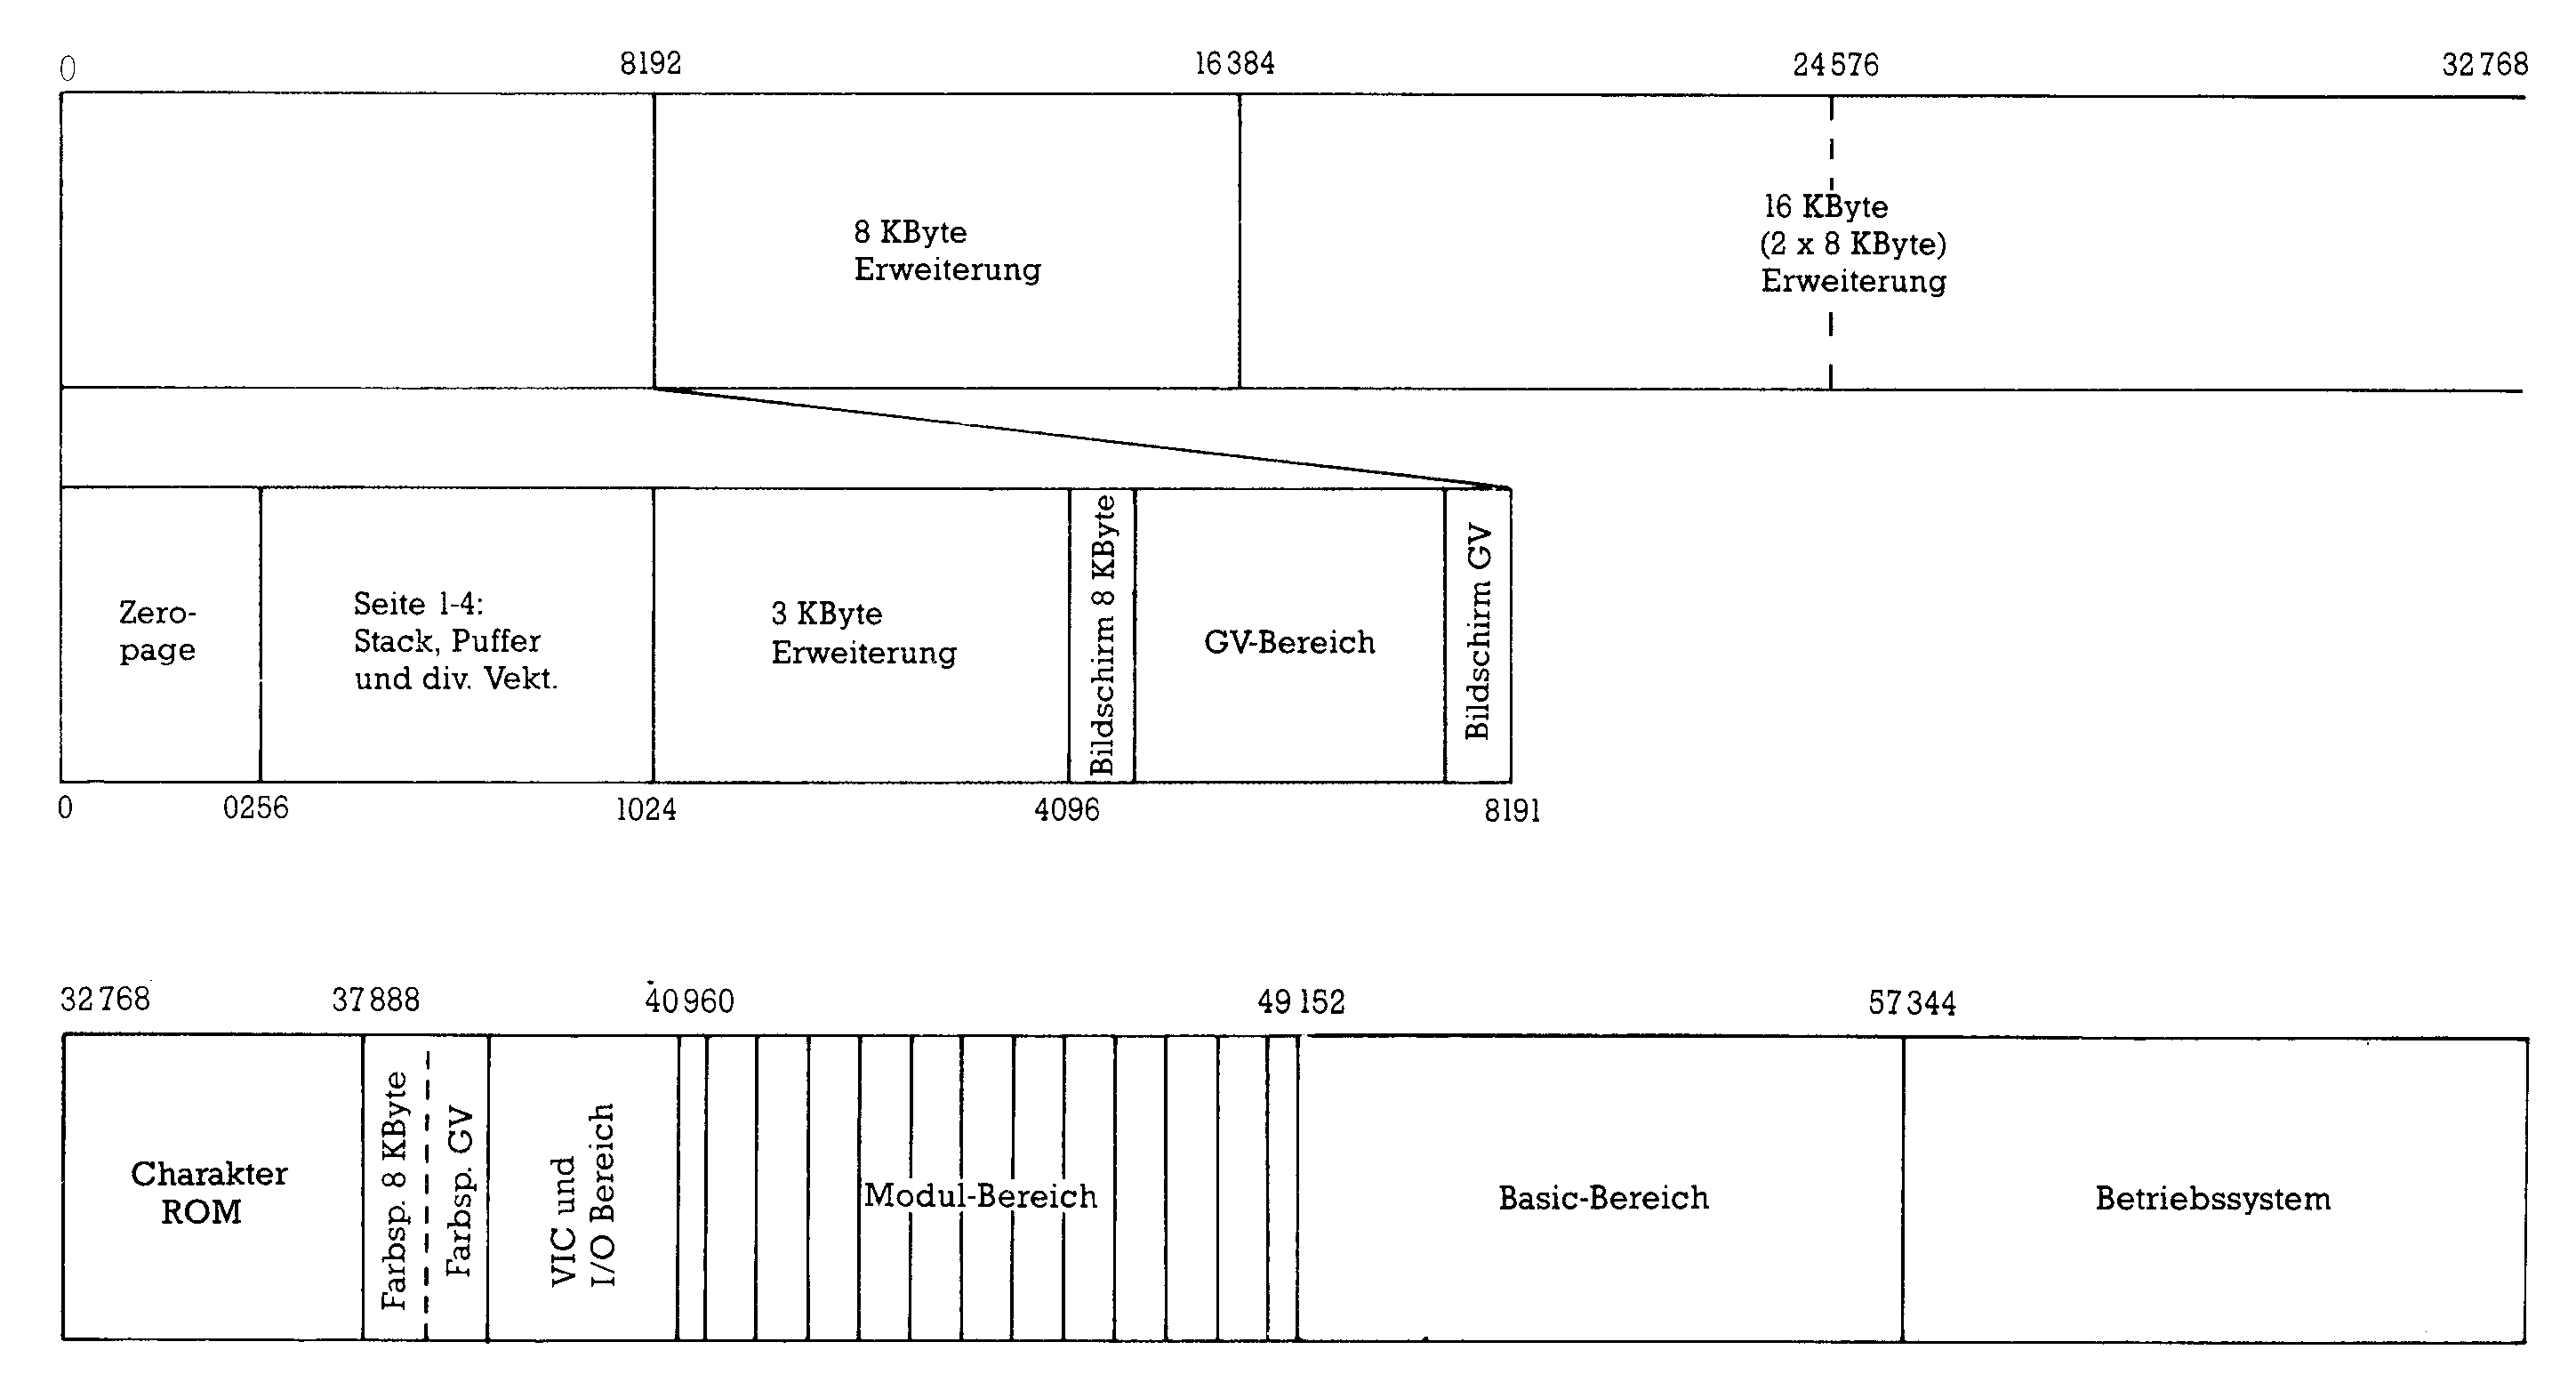 0 8192 16384 24576 32768
8 KByte
Erweiterung
16 KByte
(2 x 8 KByte)
Erweiterung
Zero-
page
Seite 1-4:
Stack, Puffer
und div. Vekt.
3 KByte
Erweiterung
Bildschirm 8 KByte
GV-Bereich
Bildschirm GV
0 0256 1024 4096 8191
32768 37888 40960 49152 57344
Charakter
ROM
Farbsp. 8 KByte
Farbsp. GV
VIC und
I/O Bereich
Modul-Bereich
Basic-Bereich
Betriebssystem